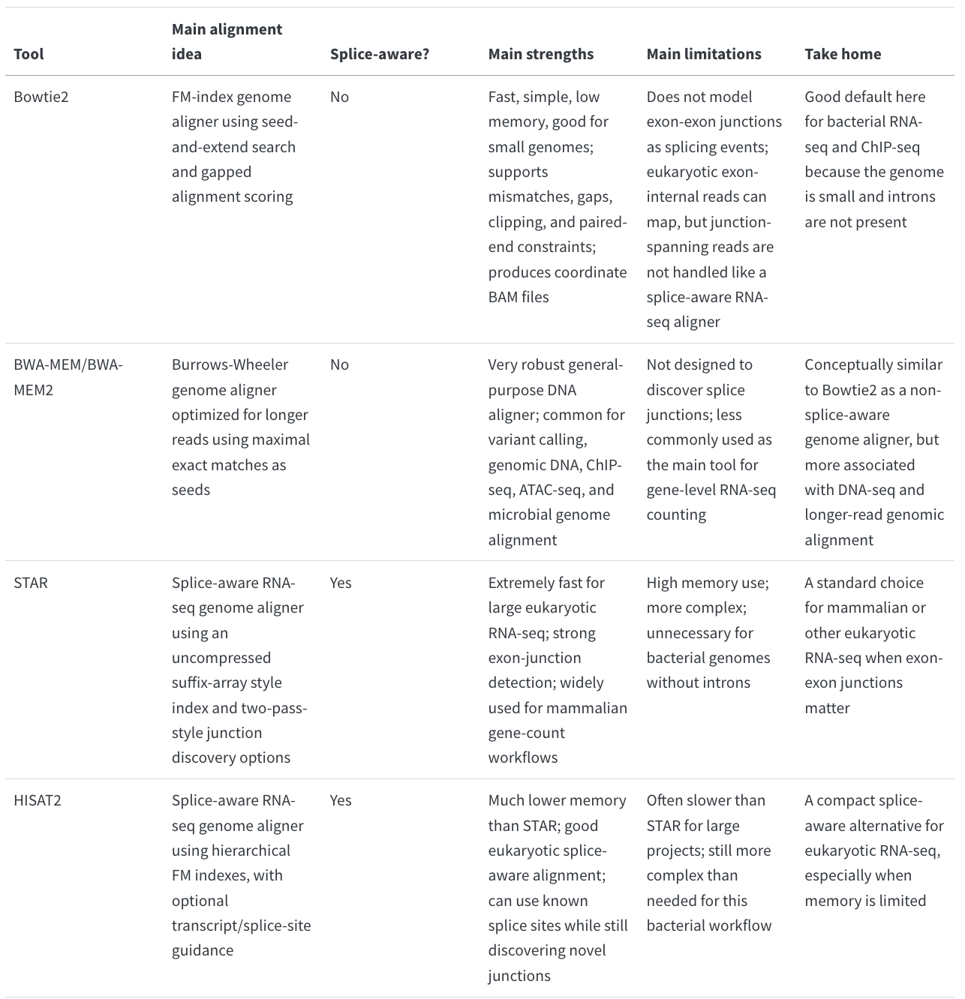 Tool
Main alignment
idea
Splice-aware?
Main strengths
Main limitations
Take home
Bowtie2
FM-index genome
aligner using seed-
and-extend search
and gapped
alignment scoring
No
Fast, simple, low
memory, good for
small genomes;
supports
mismatches, gaps,
clipping, and paired-
end constraints;
produces coordinate
BAM files
Does not model
exon-exon junctions
as splicing events;
eukaryotic exon-
internal reads can
map, but junction-
spanning reads are
not handled like a
splice-aware RNA-
seq aligner
Good default here
for bacterial RNA-
seq and ChIP-seq
because the genome
is small and introns
are not present
BWA-MEM/BWA-
MEM2
Burrows-Wheeler
genome aligner
optimized for longer
reads using maximal
exact matches as
seeds
No
Very robust general-
purpose DNA
aligner; common for
variant calling,
genomic DNA, ChIP-
seq, ATAC-seq, and
microbial genome
alignment
Not designed to
discover splice
junctions; less
commonly used as
the main tool for
gene-level RNA-seq
counting
Conceptually similar
to Bowtie2 as a non-
splice-aware
genome aligner, but
more associated
with DNA-seq and
longer-read genomic
alignment
STAR
Splice-aware RNA-
seq genome aligner
using an
uncompressed
suffix-array style
index and two-pass-
style junction
discovery options
Yes
Extremely fast for
large eukaryotic
RNA-seq; strong
exon-junction
detection; widely
used for mammalian
gene-count
workflows
High memory use;
more complex;
unnecessary for
bacterial genomes
without introns
A standard choice
for mammalian or
other eukaryotic
RNA-seq when exon-
exon junctions
matter
HISAT2
Splice-aware RNA-
seq genome aligner
using hierarchical
FM indexes, with
optional
transcript/splice-site
guidance
Yes
Much lower memory
than STAR; good
eukaryotic splice-
aware alignment;
can use known
splice sites while still
discovering novel
junctions
Often slower than
STAR for large
projects; still more
complex than
needed for this
bacterial workflow
A compact splice-
aware alternative for
eukaryotic RNA-seq,
especially when
memory is limited